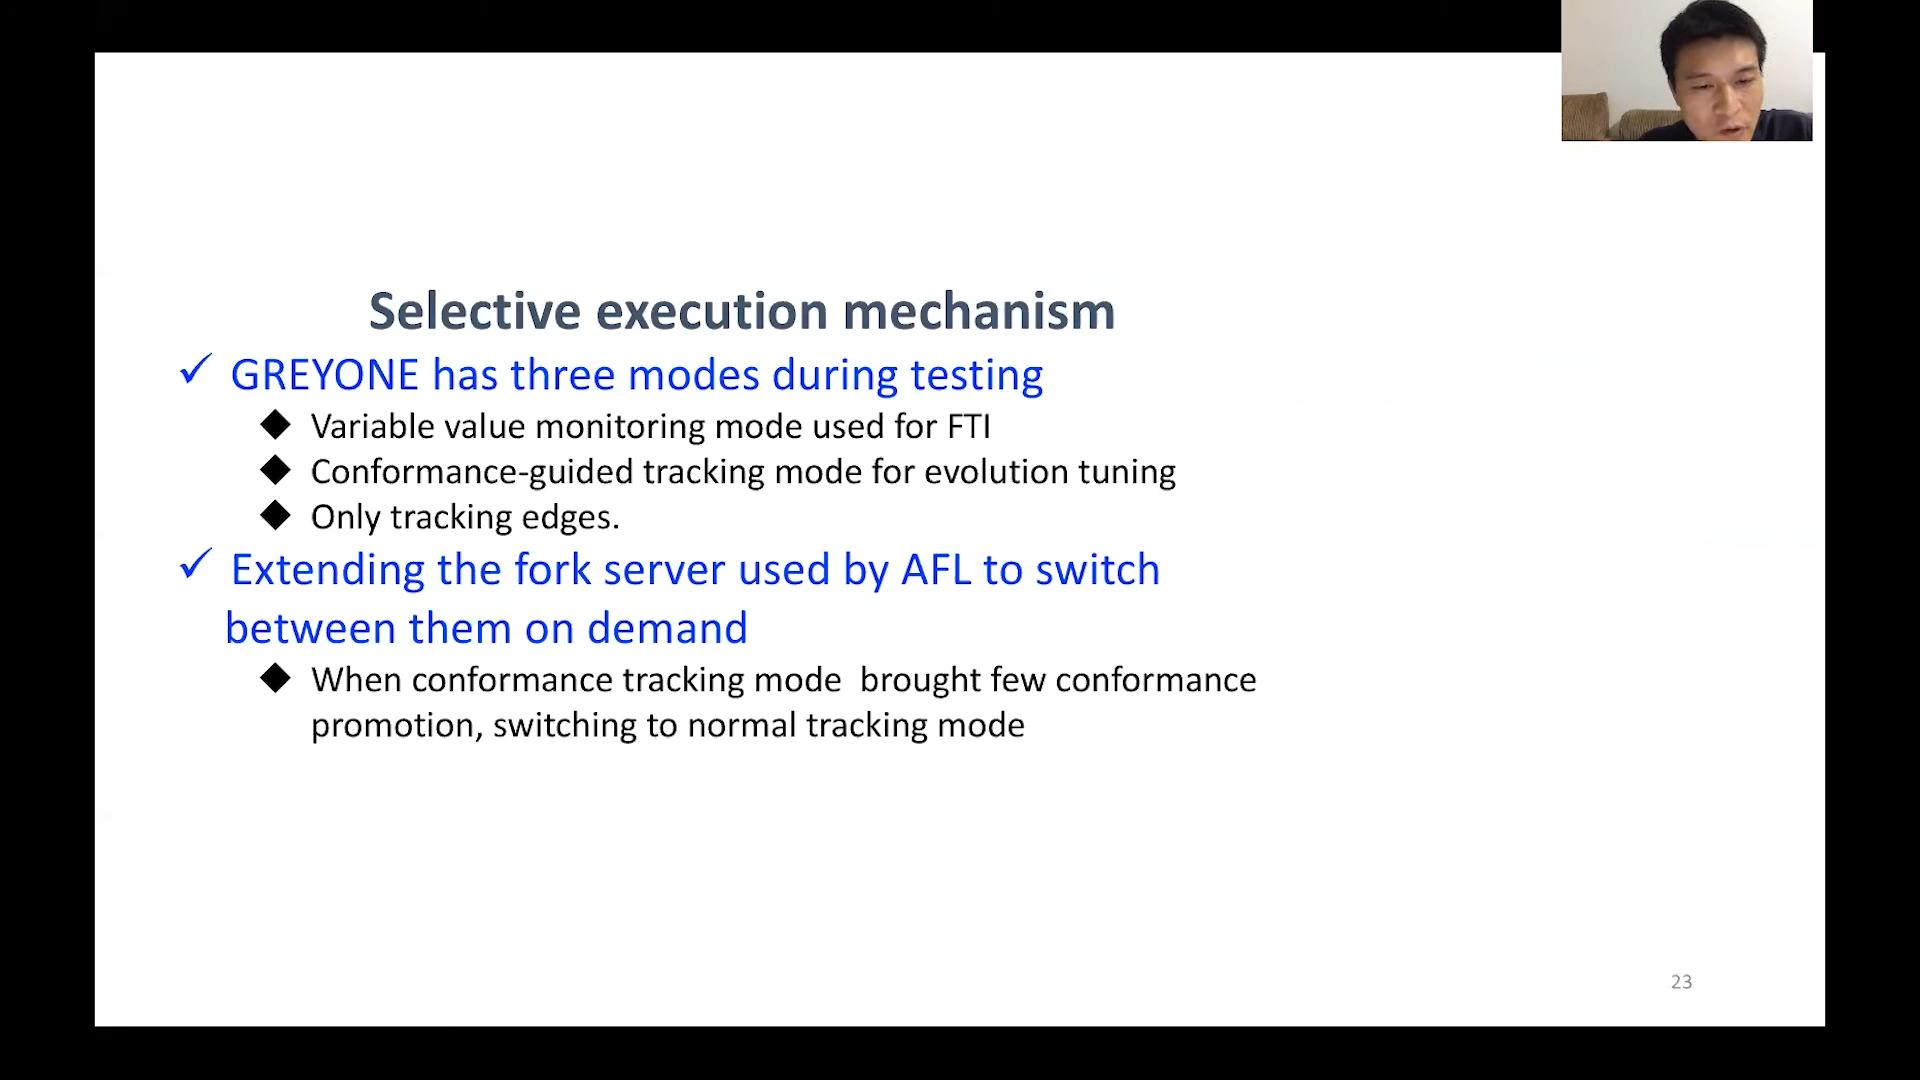 Selective execution mechanism
✓ GREYONE has three modes during testing
◆ Variable value monitoring mode used for FTI
◆ Conformance-guided tracking mode for evolution tuning
◆ Only tracking edges.
✓ Extending the fork server used by AFL to switch
between them on demand
◆ When conformance tracking mode  brought few conformance
promotion, switching to normal tracking mode
23